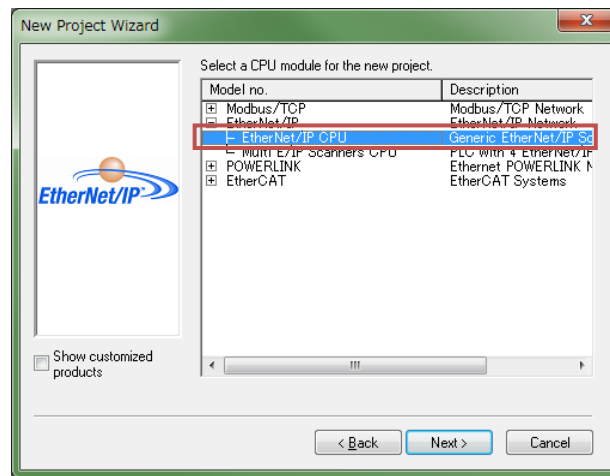 New Project Wizard
Select a CPU module for the new project.
Model no. Description
Modbus/TCP Modbus/TCP Network
EtherNet/IP EtherNet/IP Network
EtherNet/IP CPU Generic EtherNet/IP Sc
Multi E/IP Scanners CPU PLC with 4 EtherNet/IP
POWERLINK Ethernet POWERLINK N
EtherCAT EtherCAT Systems
EtherNet/IP
Show customized
products
< Back Next > Cancel